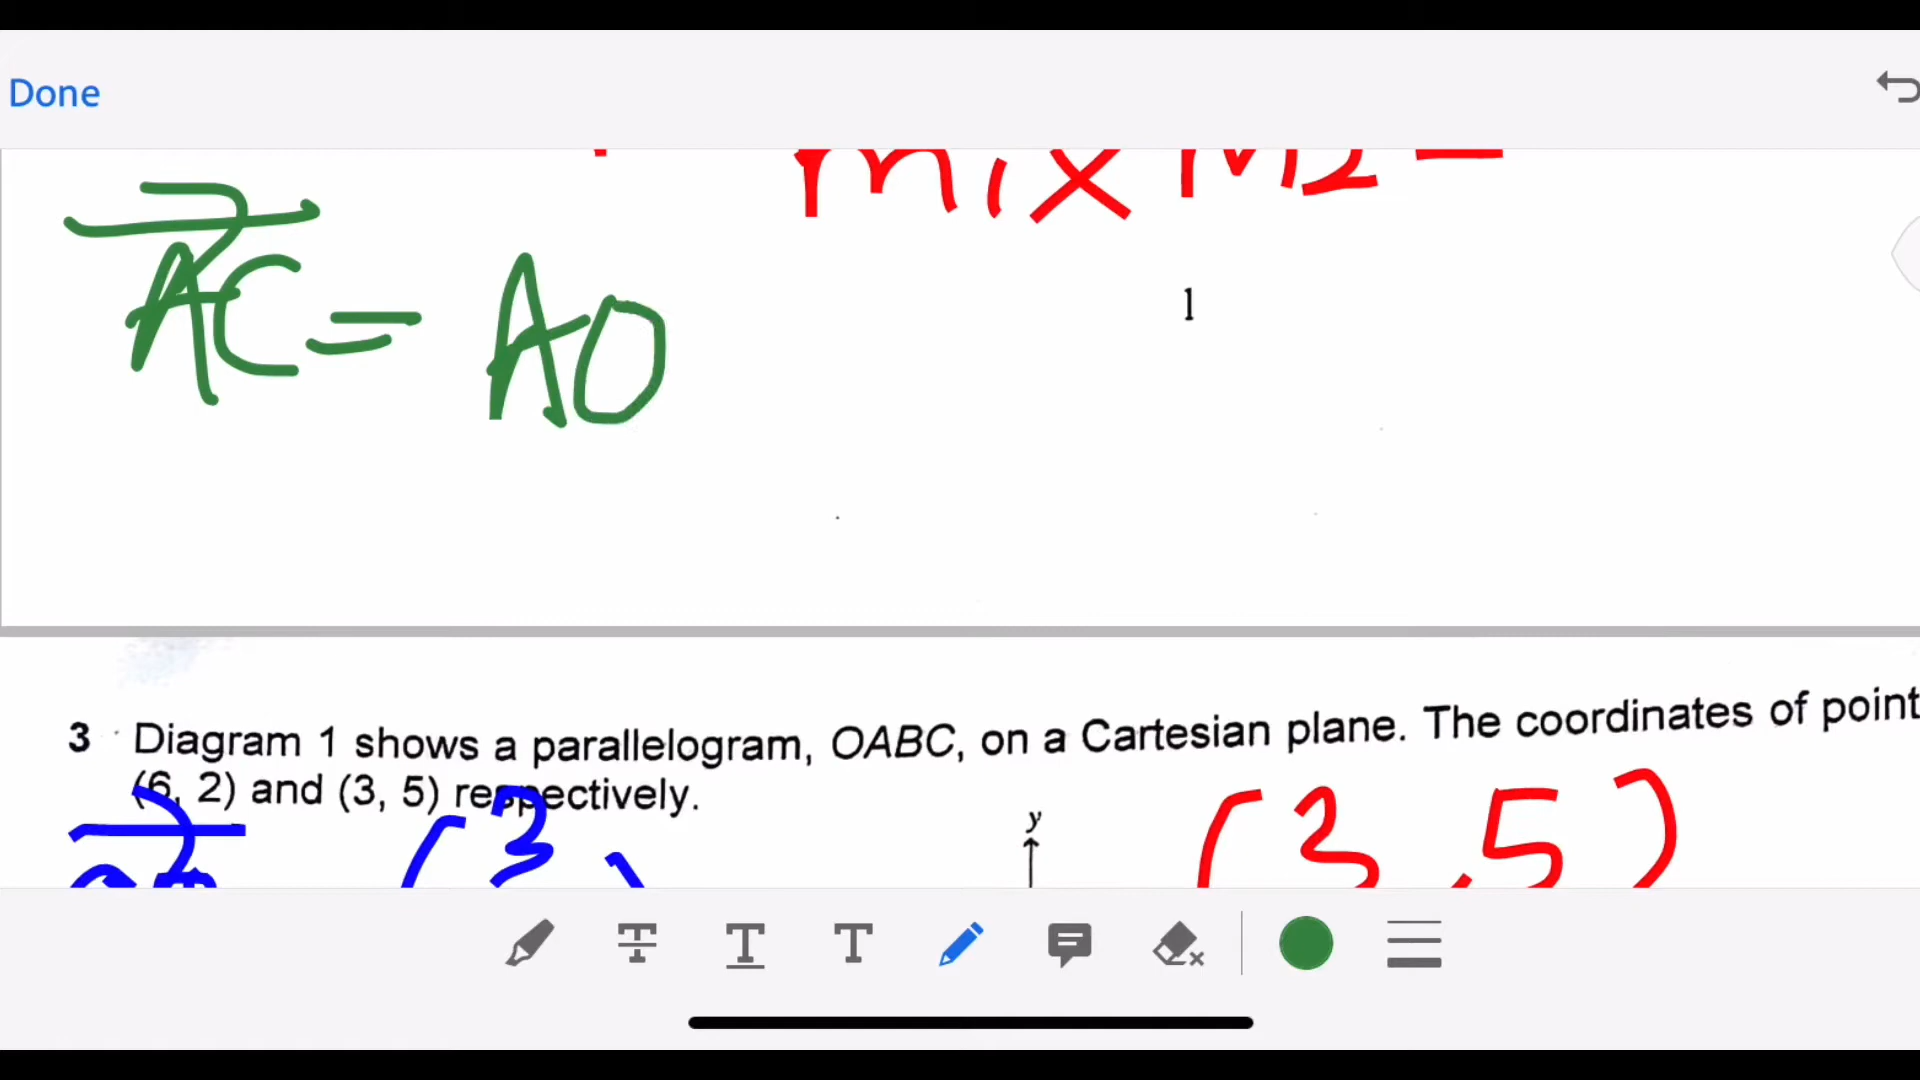 Done
m1 x M2 =
AC = AO
1
3 Diagram 1 shows a parallelogram, OABC, on a Cartesian plane. The coordinates of point
(6, 2) and (3, 5) respectively.
y
(3
(3,5)
T T T